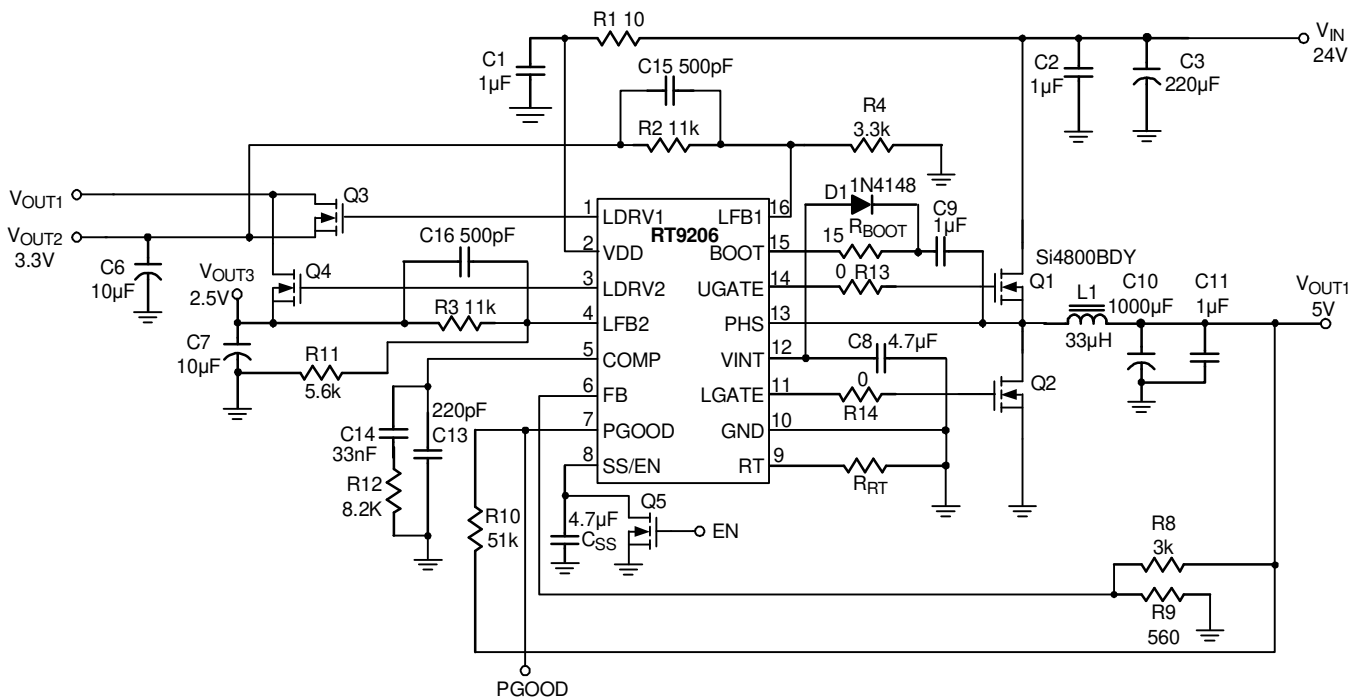 R1 10
VIN
24V
C1
1µF
C15 500pF
C2
1µF
C3
220µF
R2 11k
R4
3.3k
VOUT1
Q3
VOUT2
3.3V
C6
10µF
Q4
VOUT3
2.5V
C16 500pF
R3 11k
C7
10µF
R11
5.6k
1
LDRV1
LFB1
16
RT9206
2
VDD
BOOT
15
3
LDRV2
UGATE
14
4
LFB2
PHS
13
5
COMP
VINT
12
6
FB
LGATE
11
7
PGOOD
GND
10
8
SS/EN
RT
9
D1
1N4148
15
RBOOT
C9
1µF
0
R13
Si4800BDY
Q1
L1
33µH
C10
1000µF
C11
1µF
VOUT1
5V
C8
4.7µF
0
R14
Q2
RRT
220pF
C14
C13
33nF
R12
8.2K
R10
51k
4.7µF
CSS
Q5
EN
R8
3k
R9
560
PGOOD